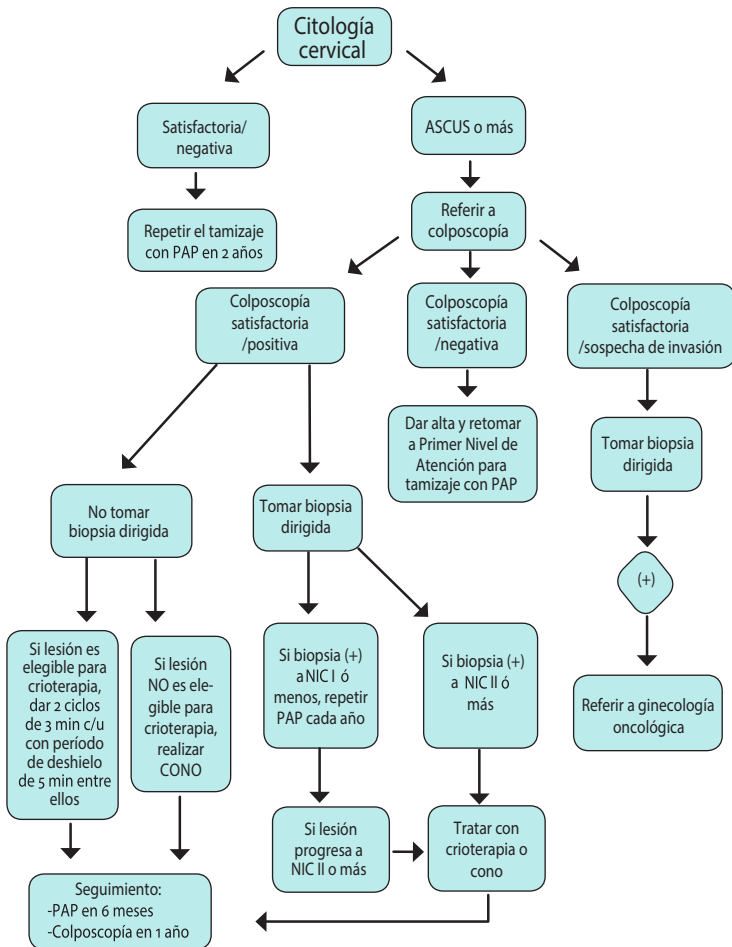 Citología
cervical
Satisfactoria/
negativa
ASCUS o más
Repetir el tamizaje
con PAP en 2 años
Referir a
colposcopía
Colposcopía
satisfactoria
/positiva
Colposcopía
satisfactoria
/negativa
Colposcopía
satisfactoria
/sospecha de invasión
Dar alta y retomar
a Primer Nivel de
Atención para
tamizaje con PAP
Tomar biopsia
dirigida
No tomar
biopsia dirigida
Tomar biopsia
dirigida
(+)
Si lesión es
elegible para
crioterapia,
dar 2 ciclos
de 3 min c/u
con período
de deshielo
de 5 min entre
ellos
Si lesión
NO es ele-
gible para
crioterapia,
realizar
CONO
Si biopsia (+)
a NIC I ó
menos, repetir
PAP cada año
Si biopsia (+)
a NIC II ó
más
Referir a ginecología
oncológica
Si lesión
progresa a
NIC II o más
Tratar con
crioterapia o
cono
Seguimiento:
-PAP en 6 meses
-Colposcopía en 1 año